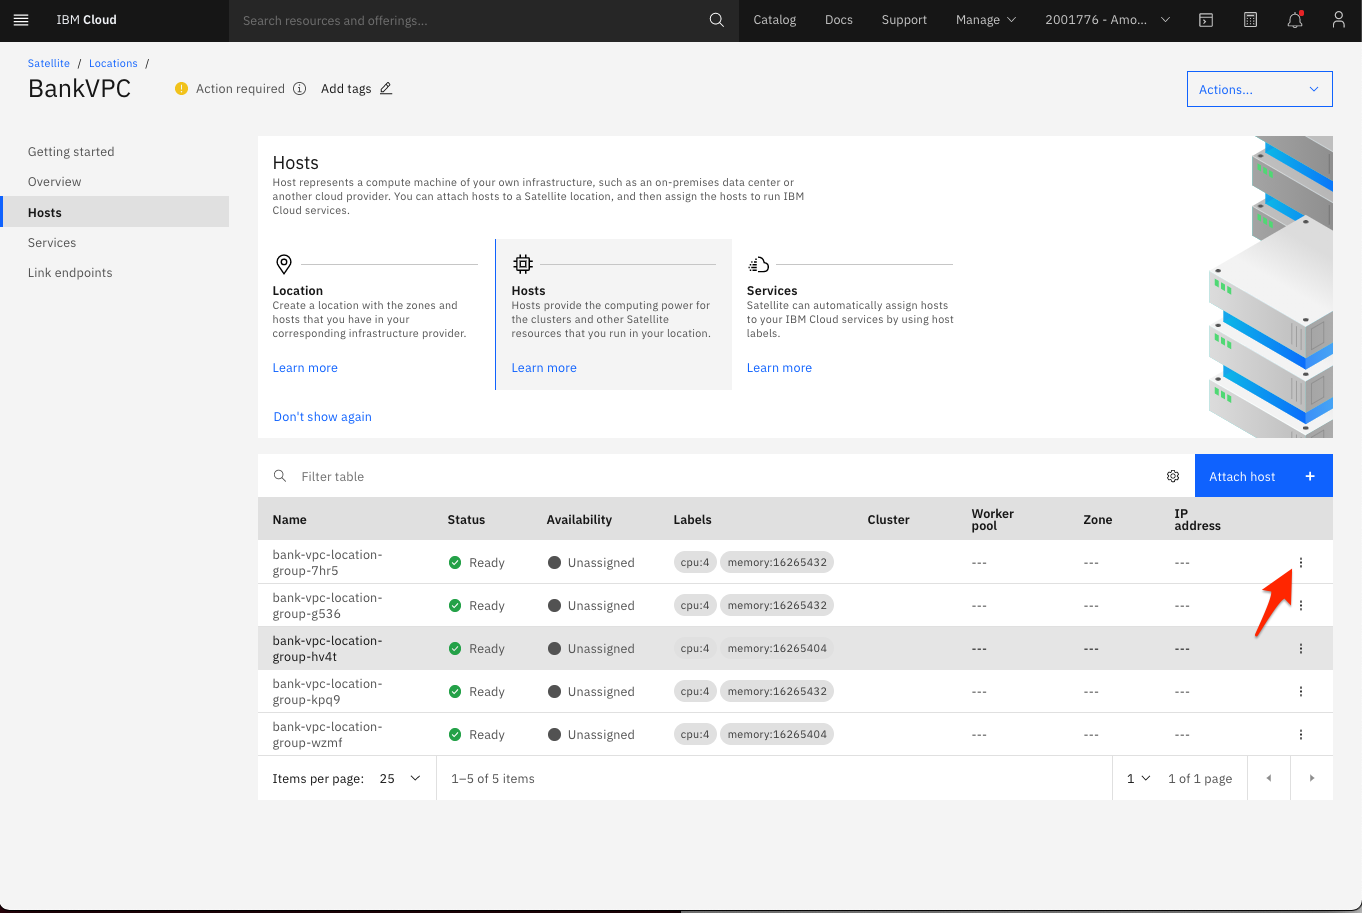 IBM Cloud
Search resources and offerings...
Catalog
Docs
Support
Manage
2001776 - Amo...
Satellite / Locations /
BankVPC
Action required
Add tags
Actions...
Getting started
Overview
Hosts
Services
Link endpoints
Hosts
Host represents a compute machine of your own infrastructure, such as an on-premises data center or
another cloud provider. You can attach hosts to a Satellite location, and then assign the hosts to run IBM
Cloud services.
Location
Create a location with the zones and
hosts that you have in your
corresponding infrastructure provider.
Learn more
Hosts
Hosts provide the computing power for
the clusters and other Satellite
resources that you run in your location.
Learn more
Services
Satellite can automatically assign hosts
to your IBM Cloud services by using host
labels.
Learn more
Don't show again
Filter table
Attach host +
Name Status Availability Labels Cluster Worker pool Zone IP address
bank-vpc-location-
group-7hr5
Ready Unassigned cpu:4 memory:16265432 --- --- ---
bank-vpc-location-
group-g536
Ready Unassigned cpu:4 memory:16265432 --- --- ---
bank-vpc-location-
group-hv4t
Ready Unassigned cpu:4 memory:16265404 --- --- ---
bank-vpc-location-
group-kpq9
Ready Unassigned cpu:4 memory:16265432 --- --- ---
bank-vpc-location-
group-wzmf
Ready Unassigned cpu:4 memory:16265404 --- --- ---
Items per page: 25
1–5 of 5 items
1
1 of 1 page